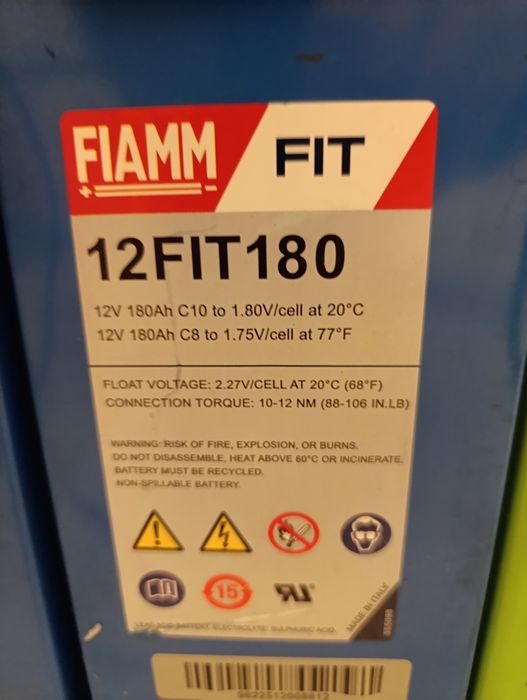 FIAMM
FIT
12FIT180
12V 180Ah C10 to 1.80V/cell at 20°C
12V 180Ah C8 to 1.75V/cell at 77°F
FLOAT VOLTAGE: 2.27V/CELL AT 20°C (68°F)
CONNECTION TORQUE: 10-12 NM (88-106 IN.LB)
WARNING: RISK OF FIRE, EXPLOSION, OR BURNS.
DO NOT DISASSEMBLE, HEAT ABOVE 60°C OR INCINERATE.
BATTERY MUST BE RECYCLED.
NON-SPILLABLE BATTERY.
15
MADE IN ITALY
LEAD ACID BATTERY. ELECTROLYTE: SULPHURIC ACID.